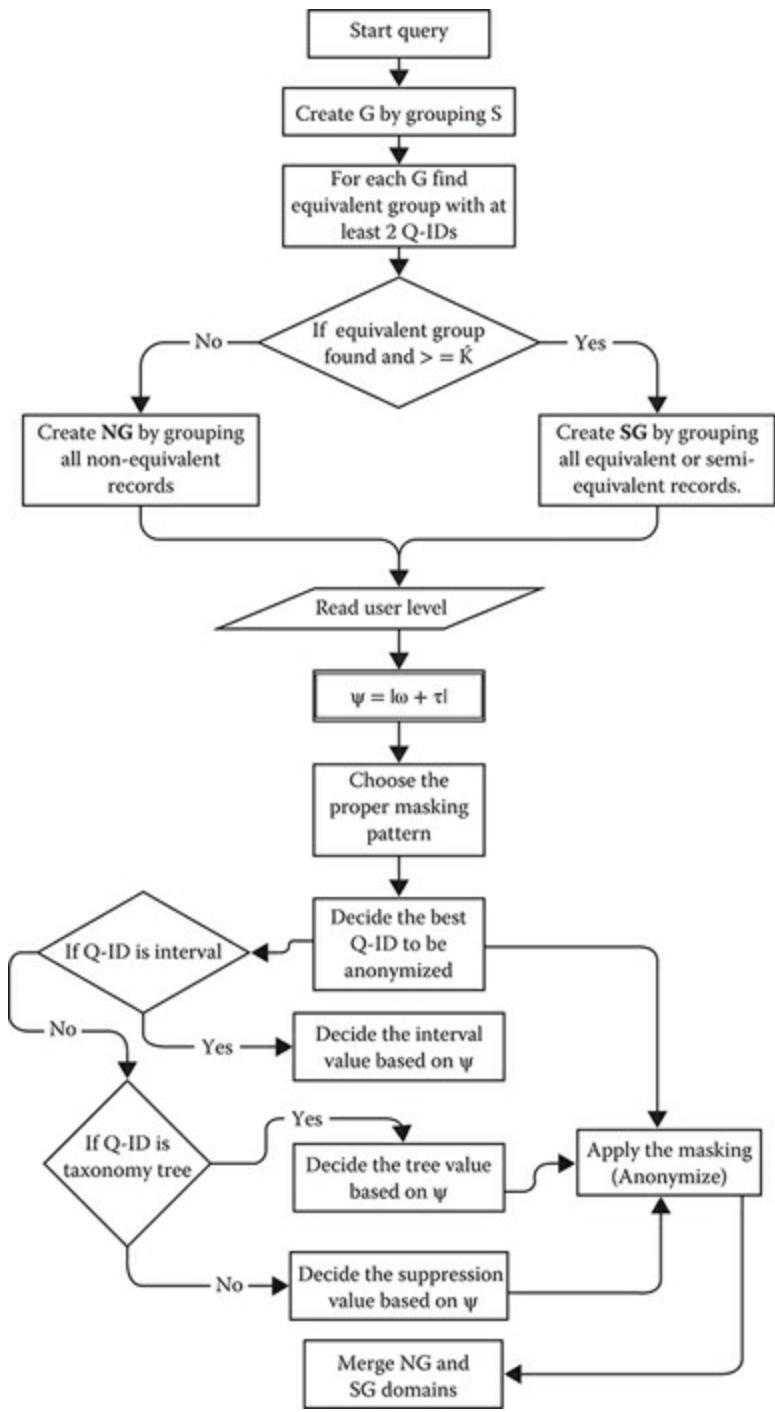 Start query
Create G by grouping S
For each G find
equivalent group with at
least 2 Q-IDs
If equivalent group
found and > = K̂
No
Yes
Create NG by grouping
all non-equivalent
records
Create SG by grouping
all equivalent or semi-
equivalent records.
Read user level
ψ = |ω + τ|
Choose the
proper masking
pattern
Decide the best
Q-ID to be
anonymized
If Q-ID is interval
No
Yes
Decide the interval
value based on ψ
If Q-ID is
taxonomy tree
Yes
Decide the tree value
based on ψ
Apply the masking
(Anonymize)
No
Decide the suppression
value based on ψ
Merge NG and
SG domains